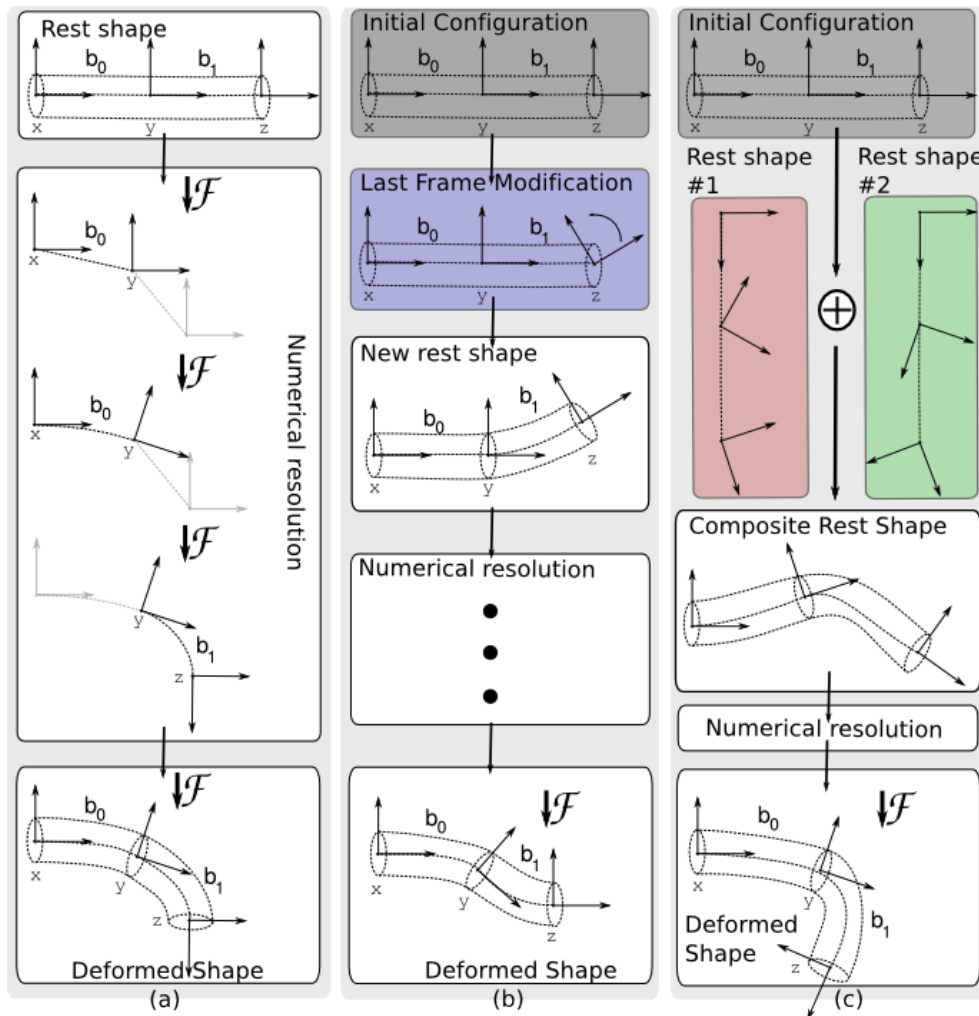 Rest shape
b0
b1
x
y
z
ℱ
b0
x
y
ℱ
b0
x
y
Numerical resolution
ℱ
y
b1
z
ℱ
b0
x
y
b1
z
Deformed Shape
(a)
Initial Configuration
b0
b1
x
y
z
Last Frame Modification
b0
b1
x
y
z
New rest shape
b0
b1
x
y
z
Numerical resolution
ℱ
b0
b1
x
y
z
Deformed Shape
(b)
Initial Configuration
b0
b1
x
y
z
Rest shape
#1
Rest shape
#2
Composite Rest Shape
Numerical resolution
ℱ
b0
x
y
b1
Deformed
Shape
z
(c)